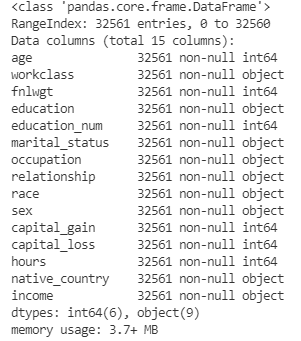 <class 'pandas.core.frame.DataFrame'>
RangeIndex: 32561 entries, 0 to 32560
Data columns (total 15 columns):
age 32561 non-null int64
workclass 32561 non-null object
fnlwgt 32561 non-null int64
education 32561 non-null object
education_num 32561 non-null int64
marital_status 32561 non-null object
occupation 32561 non-null object
relationship 32561 non-null object
race 32561 non-null object
sex 32561 non-null object
capital_gain 32561 non-null int64
capital_loss 32561 non-null int64
hours 32561 non-null int64
native_country 32561 non-null object
income 32561 non-null object
dtypes: int64(6), object(9)
memory usage: 3.7+ MB